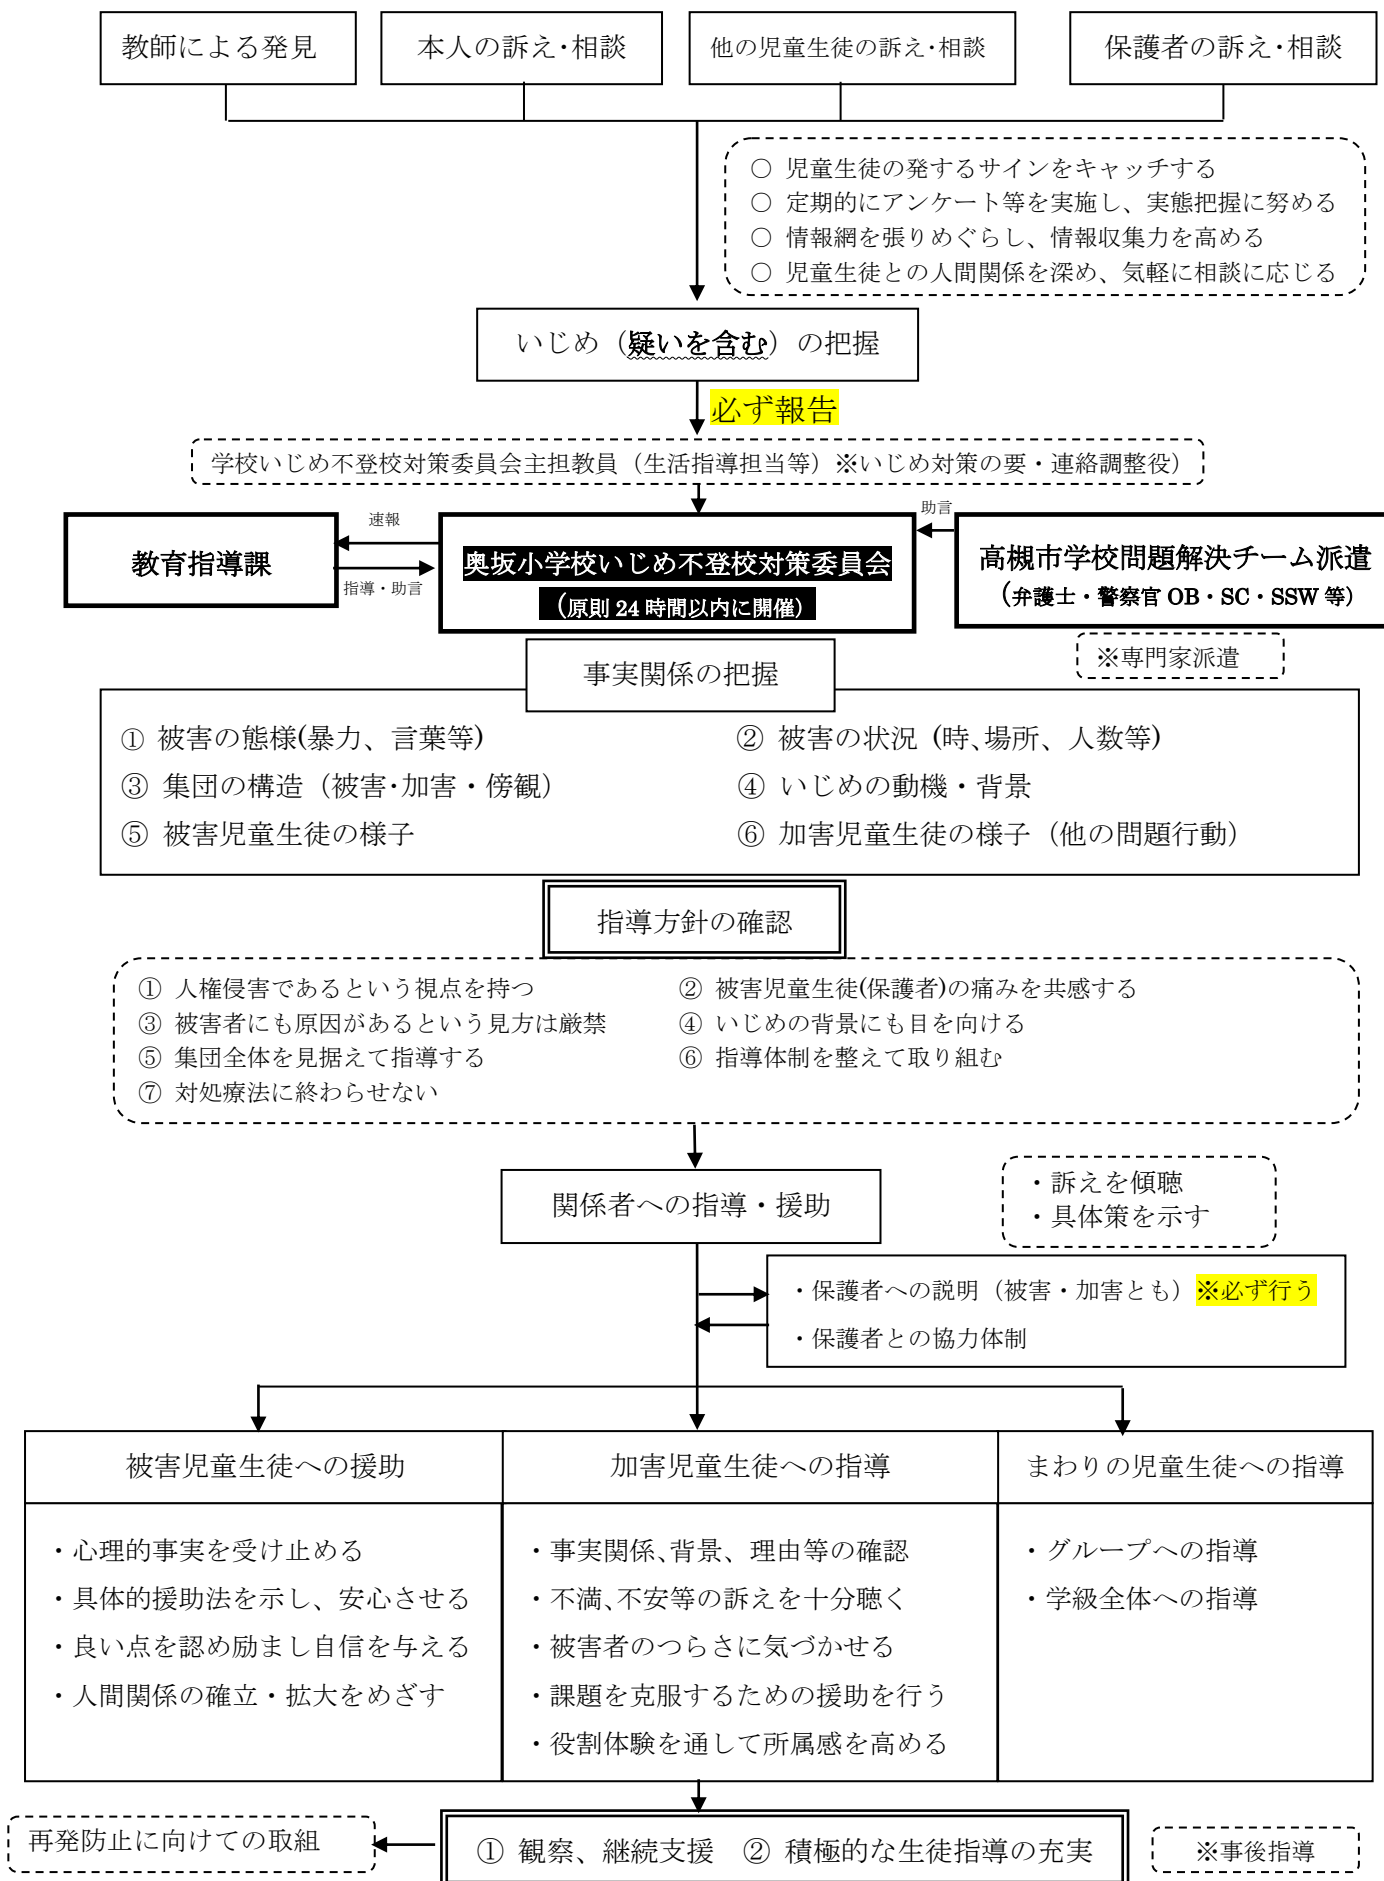 教師による発見
本人の訴え・相談
他の児童生徒の訴え・相談
保護者の訴え・相談
○ 児童生徒の発するサインをキャッチする
○ 定期的にアンケート等を実施し、実態把握に努める
○ 情報網を張りめぐらし、情報収集力を高める
○ 児童生徒との人間関係を深め、気軽に相談に応じる
いじめ（疑いを含む）の把握
必ず報告
学校いじめ不登校対策委員会主担教員（生活指導担当等）※いじめ対策の要・連絡調整役）
教育指導課
速報
指導・助言
奥坂小学校いじめ不登校対策委員会
（原則 24 時間以内に開催）
助言
高槻市学校問題解決チーム派遣
（弁護士・警察官 OB・SC・SSW 等）
※専門家派遣
事実関係の把握
① 被害の態様(暴力、言葉等)
② 被害の状況 (時、場所、人数等)
③ 集団の構造（被害・加害・傍観）
④ いじめの動機・背景
⑤ 被害児童生徒の様子
⑥ 加害児童生徒の様子（他の問題行動）
指導方針の確認
① 人権侵害であるという視点を持つ
② 被害児童生徒(保護者)の痛みを共感する
③ 被害者にも原因があるという見方は厳禁
④ いじめの背景にも目を向ける
⑤ 集団全体を見据えて指導する
⑥ 指導体制を整えて取り組む
⑦ 対処療法に終わらせない
関係者への指導・援助
・訴えを傾聴
・具体策を示す
・保護者への説明（被害・加害とも）※必ず行う
・保護者との協力体制
被害児童生徒への援助
・心理的事実を受け止める
・具体的援助法を示し、安心させる
・良い点を認め励まし自信を与える
・人間関係の確立・拡大をめざす
加害児童生徒への指導
・事実関係、背景、理由等の確認
・不満、不安等の訴えを十分聴く
・被害者のつらさに気づかせる
・課題を克服するための援助を行う
・役割体験を通して所属感を高める
まわりの児童生徒への指導
・グループへの指導
・学級全体への指導
再発防止に向けての取組
① 観察、継続支援 ② 積極的な生徒指導の充実
※事後指導